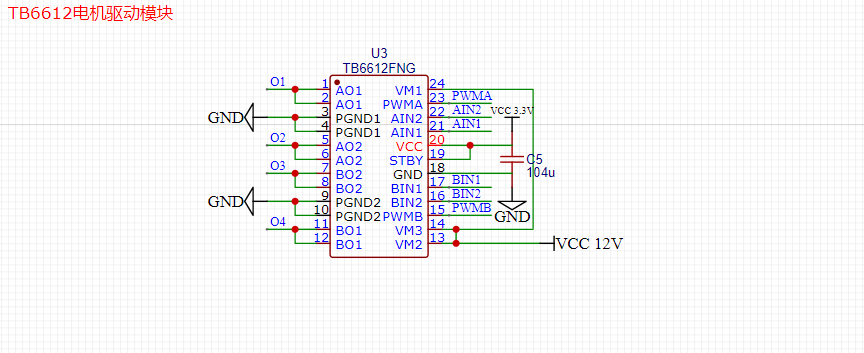 TB6612电机驱动模块
U3
TB6612FNG
O1 1 AO1 VM1 24
2 AO1 PWMA 23 PWMA
GND 3 PGND1 AIN2 22 AIN2 VCC 3.3V
4 PGND1 AIN1 21 AIN1
O2 5 AO2 VCC 20
6 AO2 STBY 19 C5
O3 7 BO2 GND 18 104u
8 BO2 BIN1 17 BIN1
GND 9 PGND2 BIN2 16 BIN2
10 PGND2 PWMB 15 PWMB GND
O4 11 BO1 VM3 14
12 BO1 VM2 13 VCC 12V